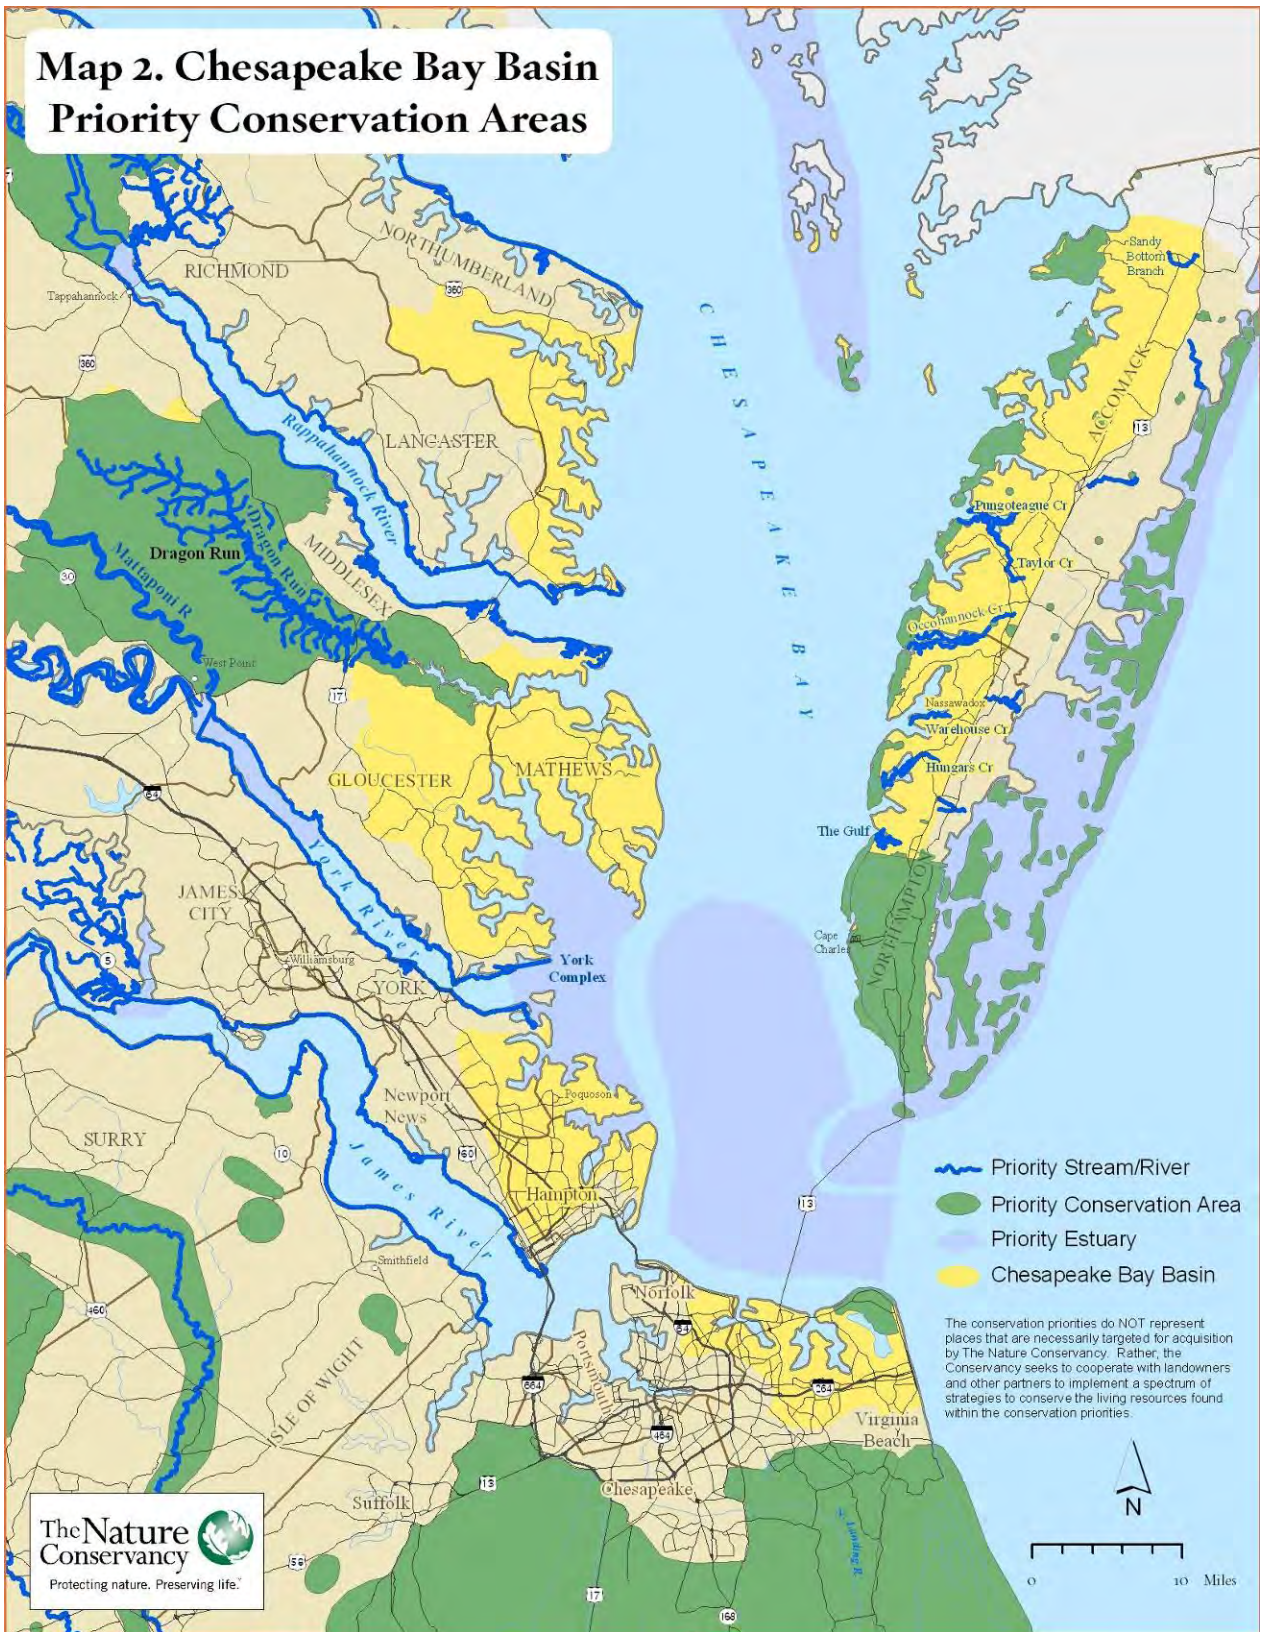 Map 2. Chesapeake Bay Basin
Priority Conservation Areas
NORTHUMBERLAND
RICHMOND
360
Tappahannock
360
Sandy
Bottom
Branch
CHESAPEAKE BAY
ACCOMACK
13
Rappahannock River
LANCASTER
Pungoteague Cr
Dragon Run
Dragon Run
MIDDLESEX
Mattaponi R
30
Taylor Cr
Occohannock Cr
West Point
17
Nassawadox
Warehouse Cr
Hungars Cr
GLOUCESTER
MATHEWS
64
The Gulf
York River
JAMES
CITY
NORTHAMPTON
Cape
Charles
5
Williamsburg
York
Complex
YORK
Newport
News
Poquoson
SURRY
10
60
James River
Hampton
13
Smithfield
Priority Stream/River
Priority Conservation Area
Priority Estuary
Chesapeake Bay Basin
Norfolk
460
64
Portsmouth
The conservation priorities do NOT represent
places that are necessarily targeted for acquisition
by The Nature Conservancy. Rather, the
Conservancy seeks to cooperate with landowners
and other partners to implement a spectrum of
strategies to conserve the living resources found
within the conservation priorities.
ISLE OF WIGHT
664
264
Virginia
Beach
464
13
Chesapeake
Suffolk
N
The Nature
Conservancy
Protecting nature. Preserving life.
58
17
168
0 10 Miles